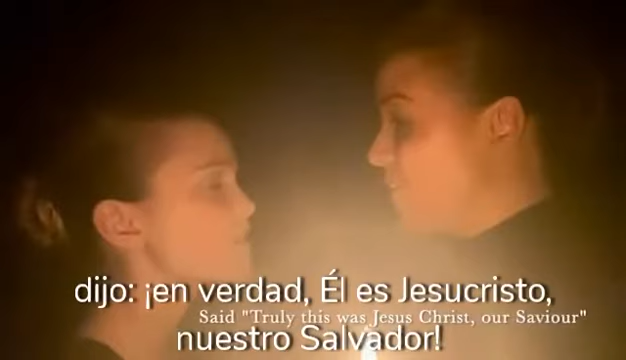 dijo: ¡en verdad, Él es Jesucristo,
Said "Truly this was Jesus Christ, our Saviour"
nuestro Salvador!